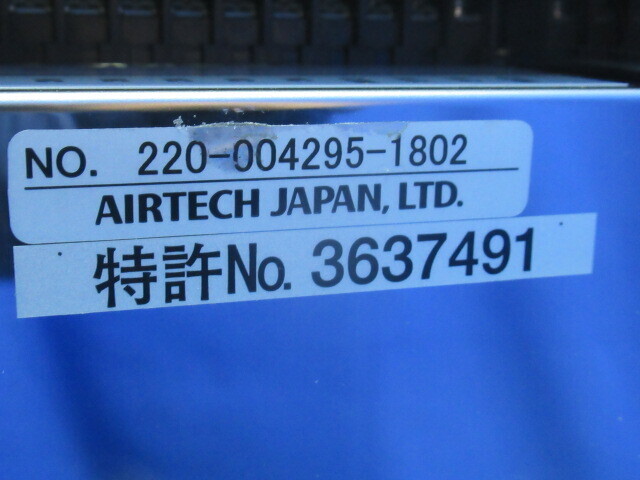 NO. 220-004295-1802
AIRTECH JAPAN, LTD.
特許No. 3637491